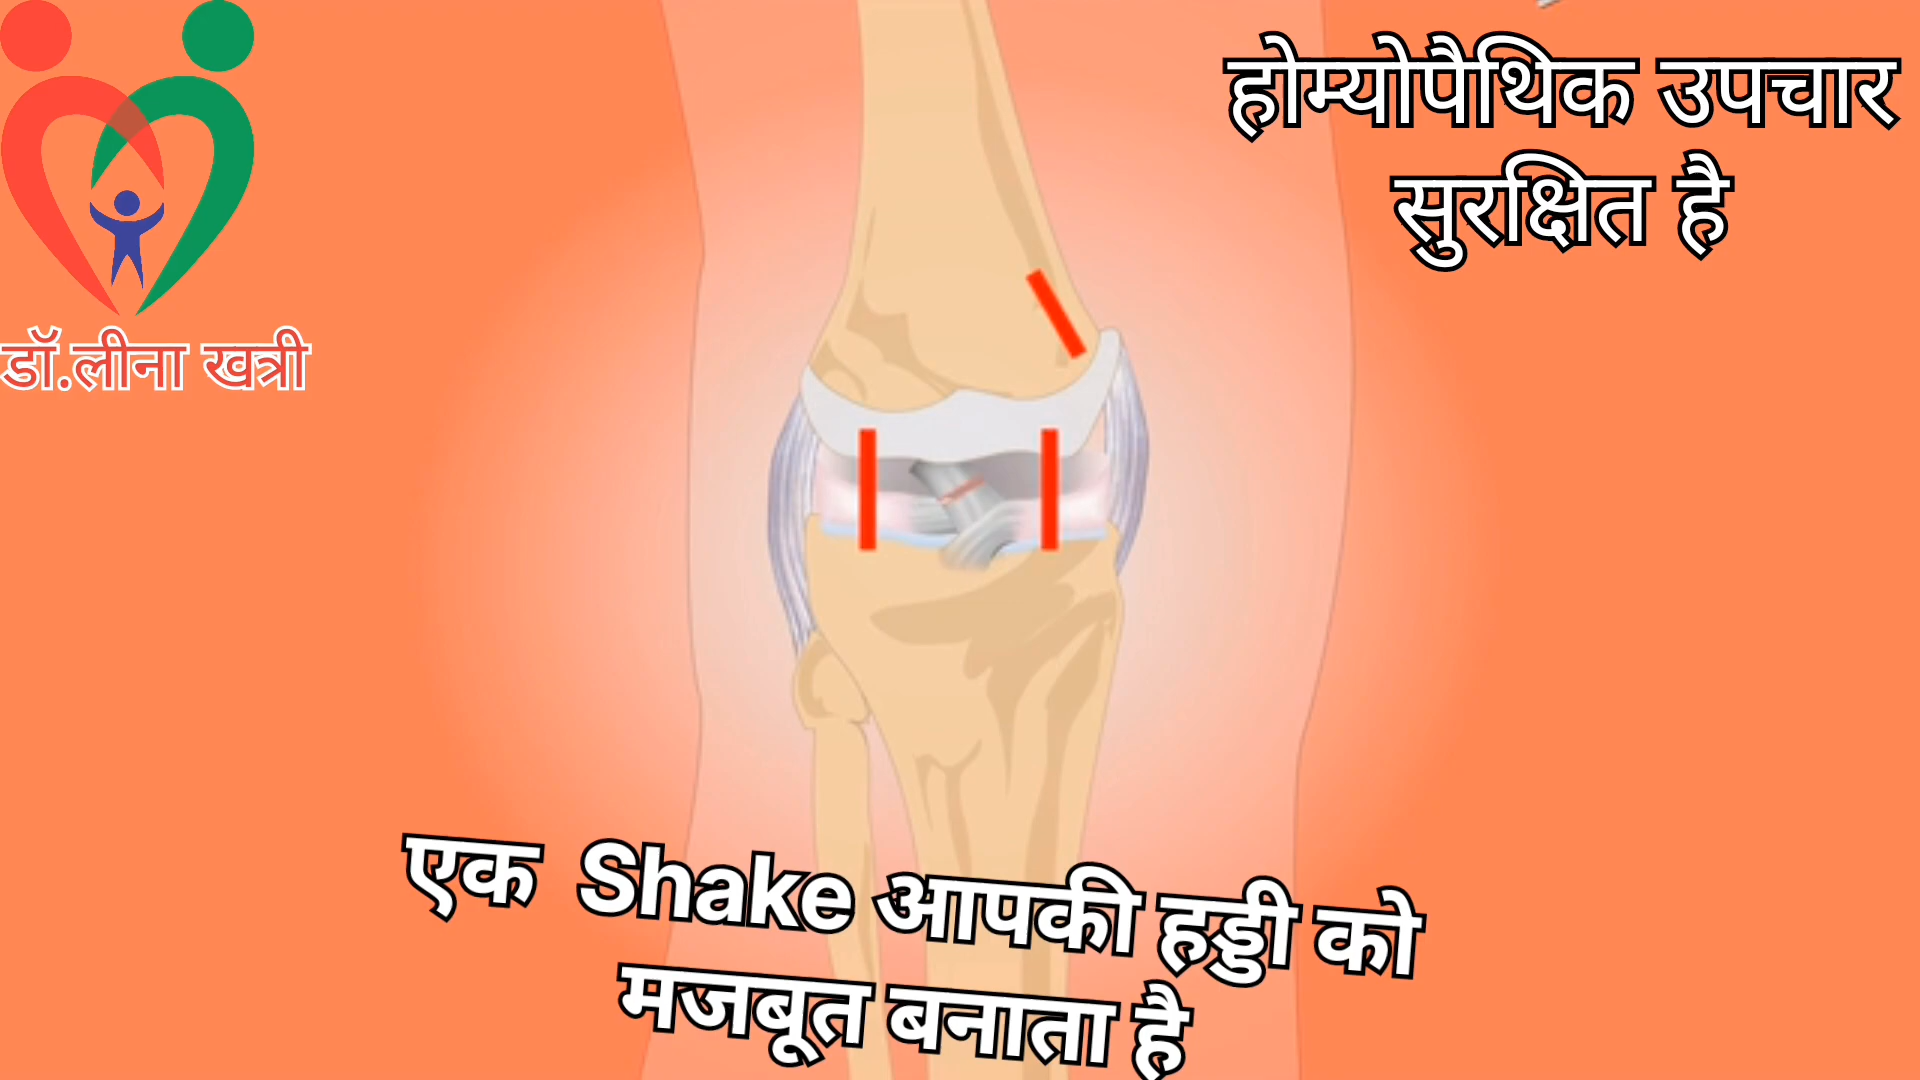 होम्योपैथिक उपचार
सुरक्षित है
डॉ.लीना खत्री
एक Shake आपकी हड्डी को
मजबूत बनाता है